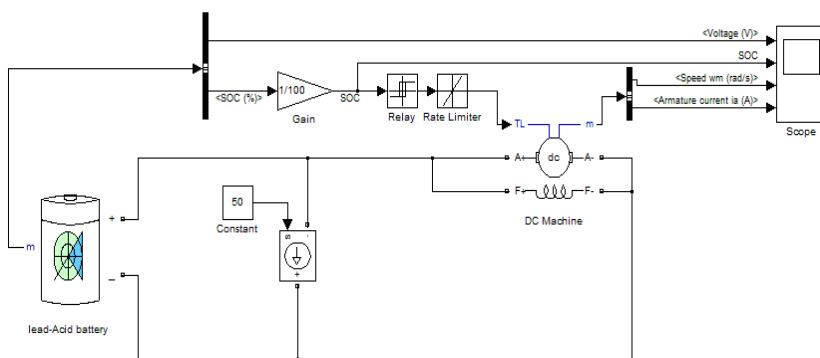 <Voltage (V)>
SOC
<SOC (%)>
1/100
SOC
Gain
Relay
Rate Limiter
<Speed wm (rad/s)>
<Armature current ia (A)>
Scope
TL
m
A+
dc
A-
F+
F-
DC Machine
50
Constant
s
-
+
+
m
_
lead-Acid battery